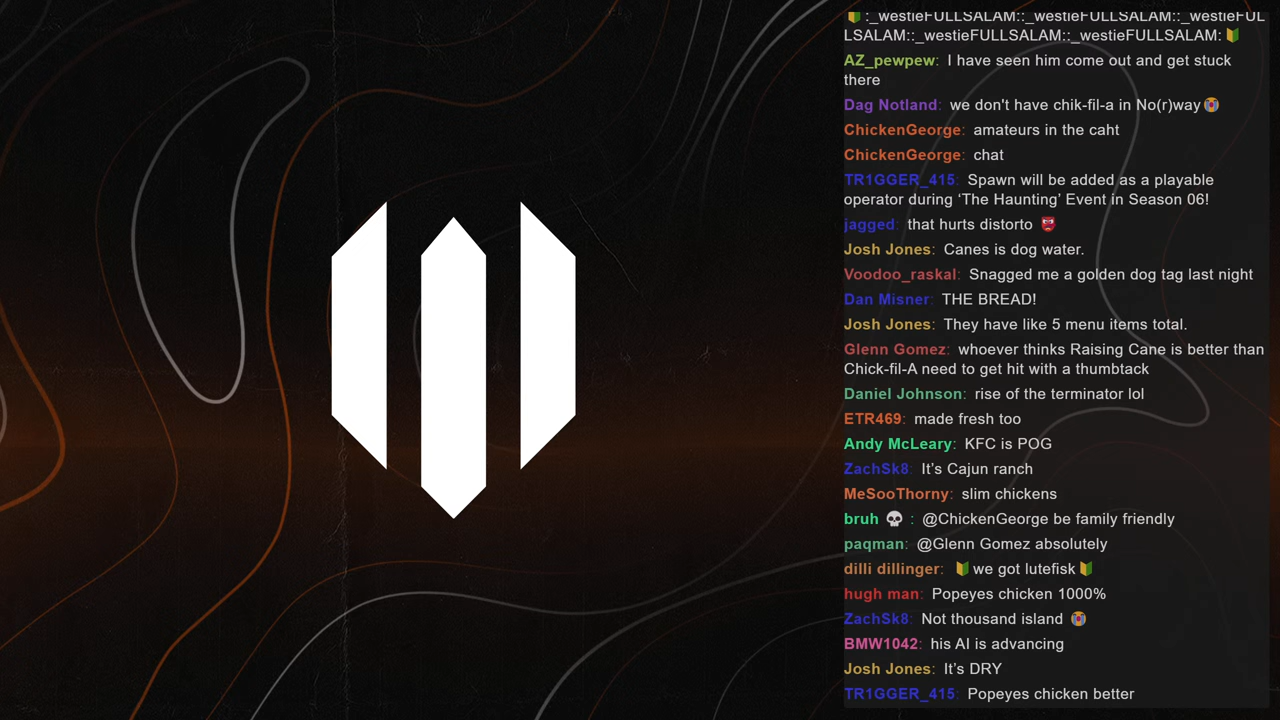 :_westieFULLSALAM::_westieFULLSALAM::_westieFUL
LSALAM::_westieFULLSALAM::_westieFULLSALAM:
AZ_pewpew: I have seen him come out and get stuck
there
Dag Notland: we don't have chik-fil-a in No(r)way
ChickenGeorge: amateurs in the caht
ChickenGeorge: chat
TR1GGER_415: Spawn will be added as a playable
operator during ‘The Haunting’ Event in Season 06!
jagged: that hurts distorto 👹
Josh Jones: Canes is dog water.
Voodoo_raskal: Snagged me a golden dog tag last night
Dan Misner: THE BREAD!
Josh Jones: They have like 5 menu items total.
Glenn Gomez: whoever thinks Raising Cane is better than
Chick-fil-A need to get hit with a thumbtack
Daniel Johnson: rise of the terminator lol
ETR469: made fresh too
Andy McLeary: KFC is POG
ZachSk8: It’s Cajun ranch
MeSooThorny: slim chickens
bruh 💀 : @ChickenGeorge be family friendly
paqman: @Glenn Gomez absolutely
dilli dillinger: 🔰we got lutefisk🔰
hugh man: Popeyes chicken 1000%
ZachSk8: Not thousand island 😭
BMW1042: his AI is advancing
Josh Jones: It’s DRY
TR1GGER_415: Popeyes chicken better